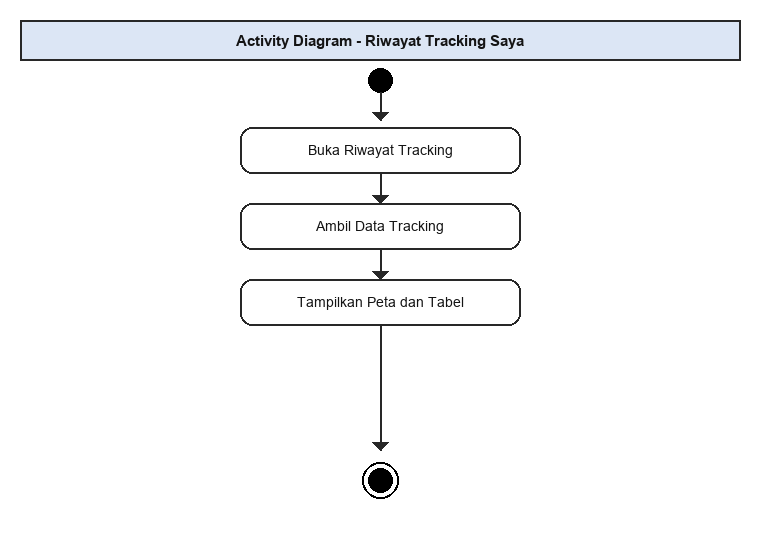 Activity Diagram - Riwayat Tracking Saya
Buka Riwayat Tracking
Ambil Data Tracking
Tampilkan Peta dan Tabel